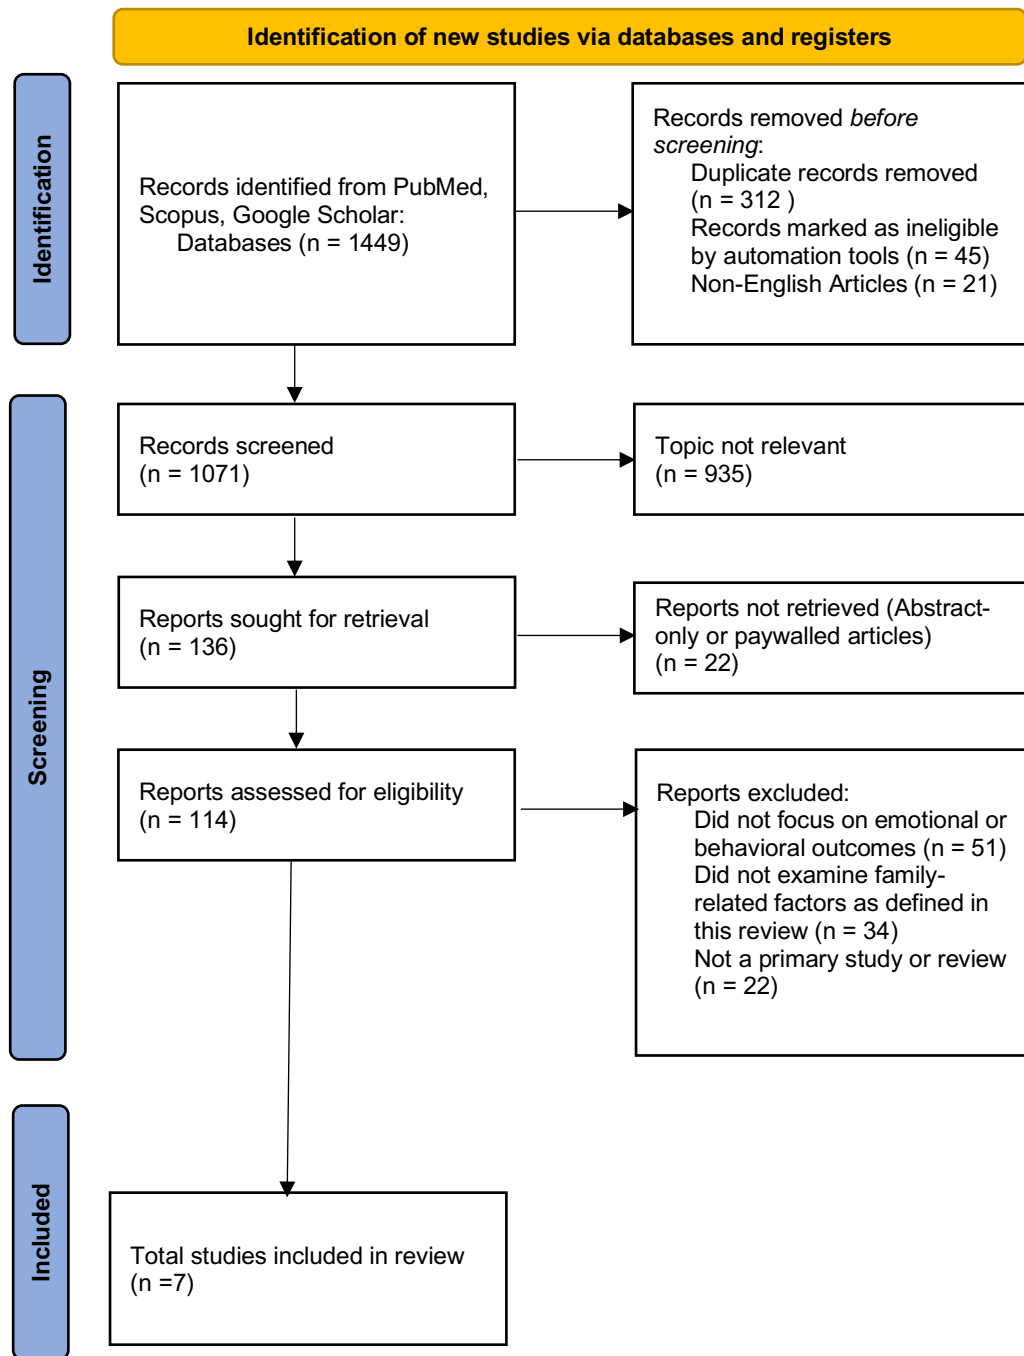 Identification of new studies via databases and registers
Identification
Records identified from PubMed,
Scopus, Google Scholar:
Databases (n = 1449)
Records removed before
screening:
Duplicate records removed
(n = 312 )
Records marked as ineligible
by automation tools (n = 45)
Non-English Articles (n = 21)
Screening
Records screened
(n = 1071)
Topic not relevant
(n = 935)
Reports sought for retrieval
(n = 136)
Reports not retrieved (Abstract-
only or paywalled articles)
(n = 22)
Reports assessed for eligibility
(n = 114)
Reports excluded:
Did not focus on emotional or
behavioral outcomes (n = 51)
Did not examine family-
related factors as defined in
this review (n = 34)
Not a primary study or review
(n = 22)
Included
Total studies included in review
(n =7)